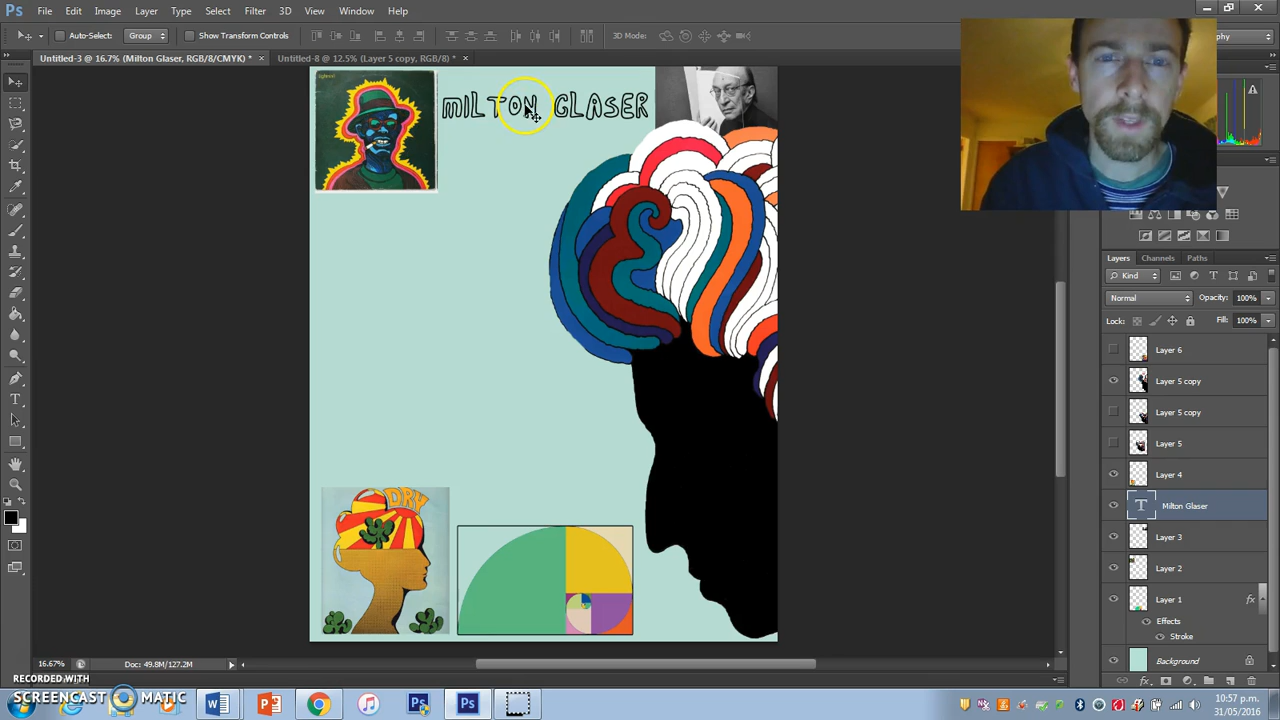 Ps File Edit Image Layer Type Select Filter 3D View Window Help
Auto-Select: Group Show Transform Controls 3D Mode:
Untitled-3 @ 16.7% (Milton Glaser, RGB/8/CMYK) * × Untitled-8 @ 12.5% (Layer 5 copy, RGB/8) * ×
MILTON GLASER
Layers Channels Paths
Kind
Normal Opacity: 100%
Lock: Fill: 100%
Layer 6
Layer 5 copy
Layer 5 copy
Layer 5
Layer 4
T Milton Glaser
Layer 3
Layer 2
Layer 1 fx
Effects
Stroke
Background
DRY
16.67% Doc: 49.8M/127.2M
RECORDED WITH
SCREENCAST MATIC
10:57 p.m.
31/05/2016